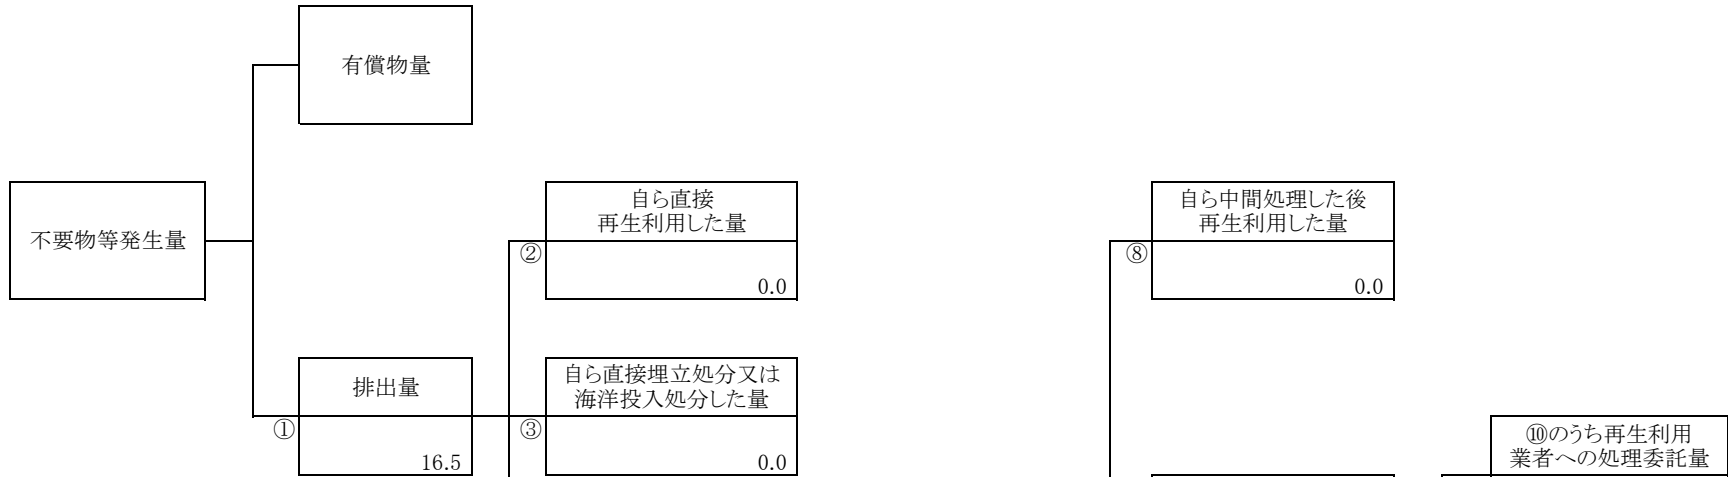 有償物量
不要物等発生量
自ら直接
再生利用した量
②
0.0
自ら中間処理した後
再生利用した量
⑧
0.0
排出量
①
16.5
自ら直接埋立処分又は
海洋投入処分した量
③
0.0
⑩のうち再生利用
業者への処理委託量